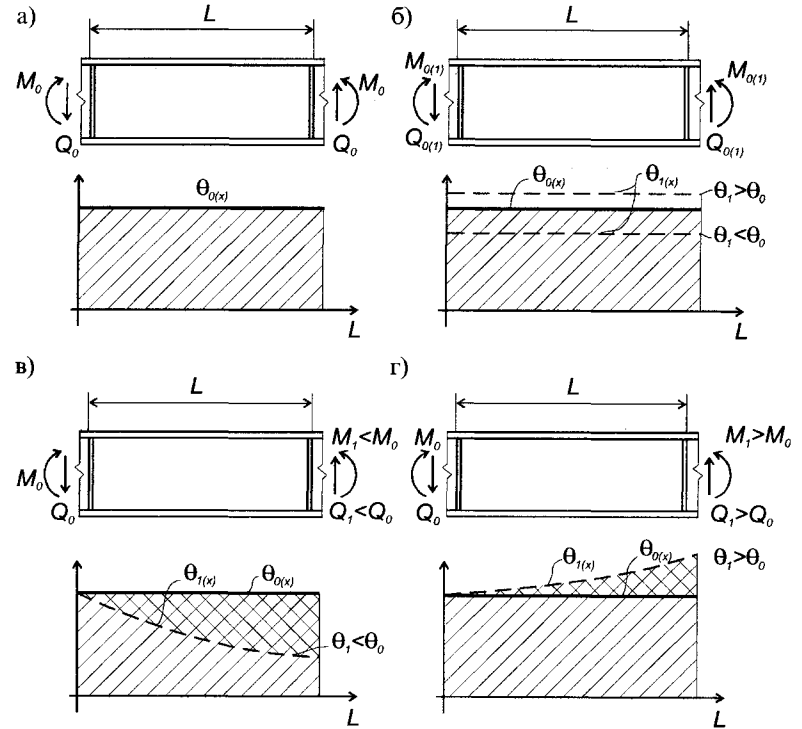 а)
L
M₀
Q₀
M₀
Q₀
θ₀₍ₓ₎
L
б)
L
M₀₍₁₎
Q₀₍₁₎
M₀₍₁₎
Q₀₍₁₎
θ₀₍ₓ₎
θ₁₍ₓ₎
θ₁>θ₀
θ₁<θ₀
L
в)
L
M₀
Q₀
M₁<M₀
Q₁<Q₀
θ₁₍ₓ₎
θ₀₍ₓ₎
θ₁<θ₀
L
г)
L
M₀
Q₀
M₁>M₀
Q₁>Q₀
θ₁₍ₓ₎
θ₀₍ₓ₎
θ₁>θ₀
L